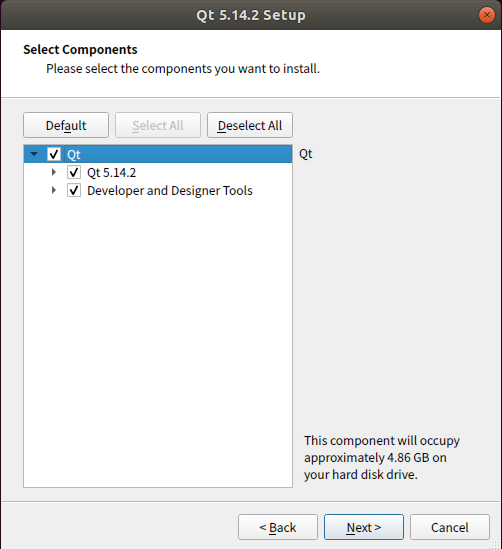 Qt 5.14.2 Setup
Select Components
Please select the components you want to install.
Default
Select All
Deselect All
Qt
Qt
Qt 5.14.2
Developer and Designer Tools
This component will occupy
approximately 4.86 GB on
your hard disk drive.
< Back
Next >
Cancel